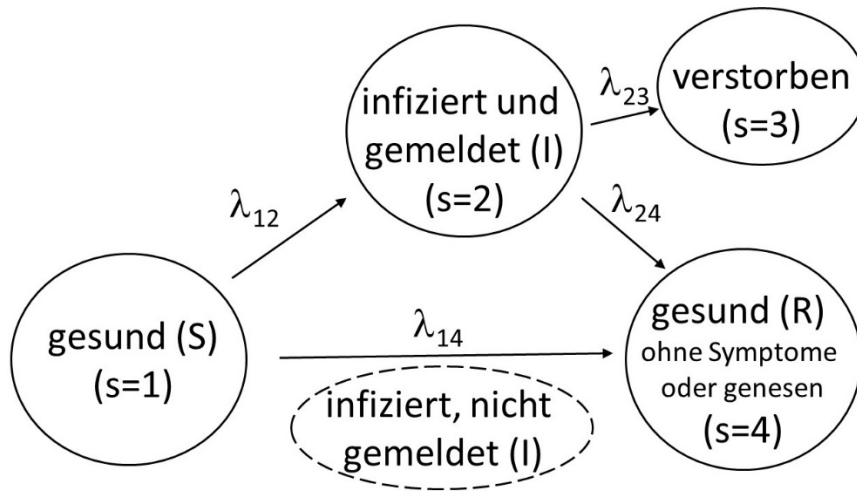 infiziert und
gemeldet (I)
(s=2)
λ₂₃
verstorben
(s=3)
λ₁₂
λ₂₄
gesund (S)
(s=1)
λ₁₄
gesund (R)
ohne Symptome
oder genesen
(s=4)
infiziert, nicht
gemeldet (I)